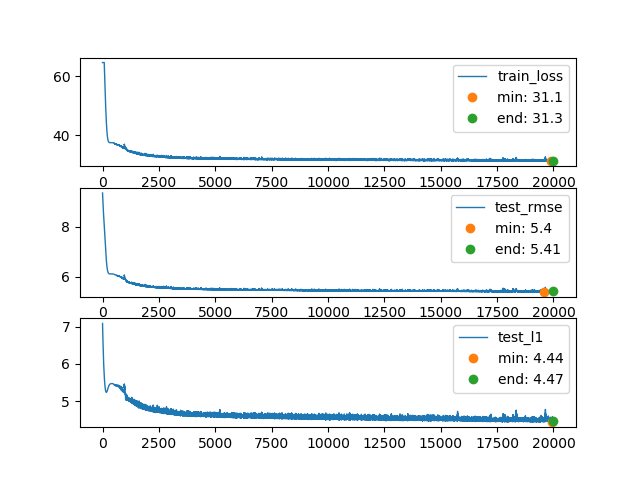 60
40
train_loss
min: 31.1
end: 31.3
0 2500 5000 7500 10000 12500 15000 17500 20000
8
6
test_rmse
min: 5.4
end: 5.41
0 2500 5000 7500 10000 12500 15000 17500 20000
7
6
5
test_l1
min: 4.44
end: 4.47
0 2500 5000 7500 10000 12500 15000 17500 20000